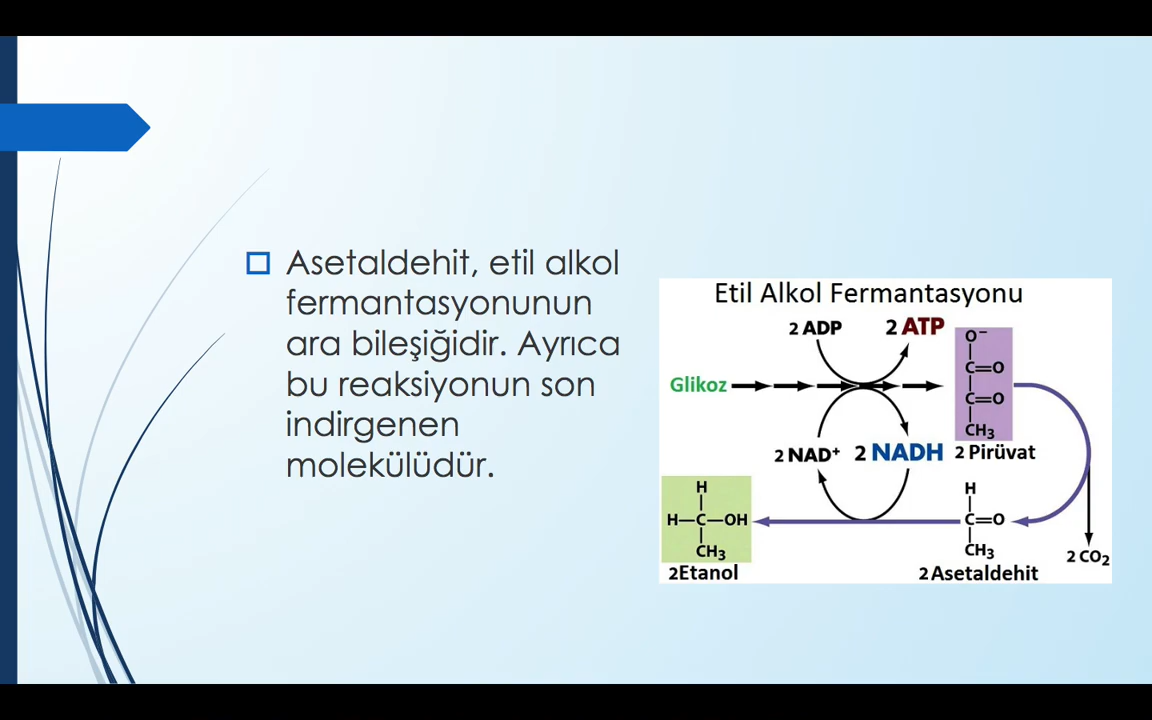 Asetaldehit, etil alkol
fermantasyonunun
ara bileşiğidir. Ayrıca
bu reaksiyonun son
indirgenen
molekülüdür.
Etil Alkol Fermantasyonu
2 ADP 2 ATP
Glikoz
O⁻
C=O
C=O
CH₃
2 NAD⁺ 2 NADH 2 Pirüvat
H
H—C—OH
CH₃
2Etanol
H
C=O
CH₃
2Asetaldehit
2 CO₂